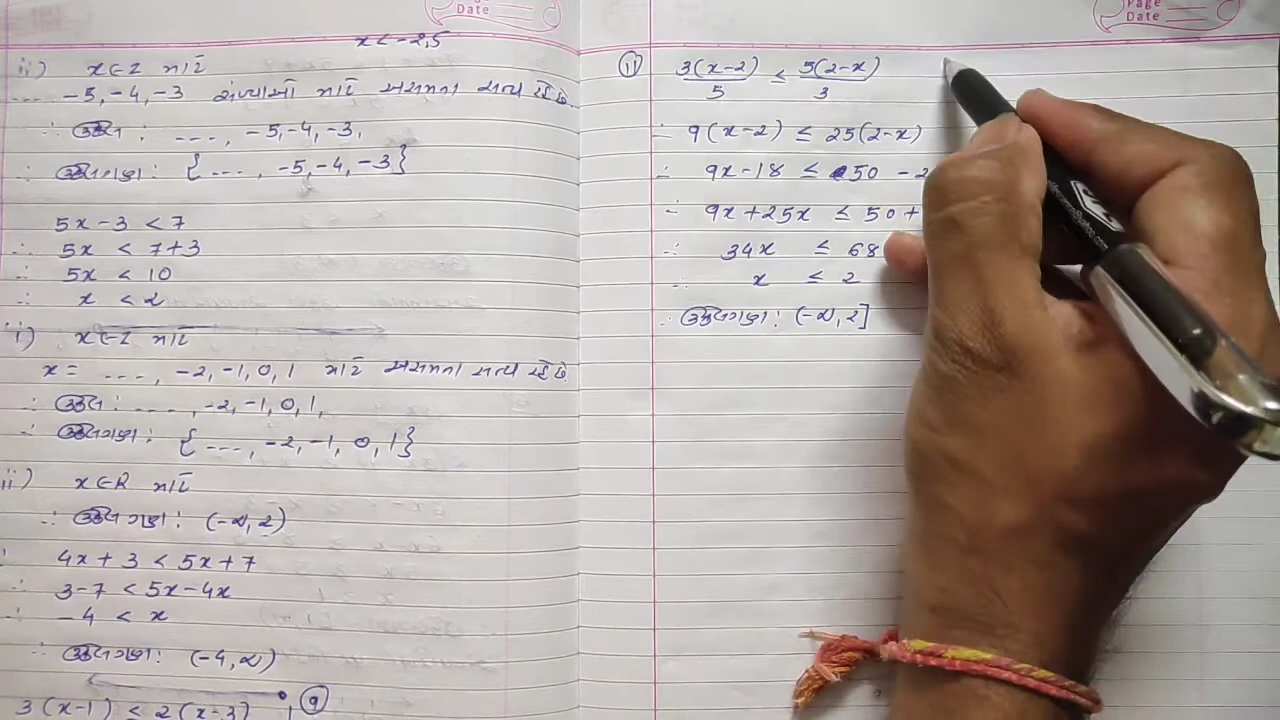 Date
x < -2,5
ii) x∈Z માટે
.... -5, -4, -3 સંખ્યાઓ માટે અસમતા સત્ય રહે છે.
∴ ઉકેલ : ...., -5, -4, -3,
∴ ઉકેલગણ: {...., -5, -4, -3}
5x - 3 < 7
∴ 5x < 7+3
∴ 5x < 10
∴ x < 2
i) x∈Z માટે
x = ...., -2, -1, 0, 1 માટે અસમતા સત્ય રહે છે.
∴ ઉકેલ : ...., -2, -1, 0, 1,
∴ ઉકેલગણ: {...., -2, -1, 0, 1}
ii) x∈R માટે
∴ ઉકેલગણ: (-∞, 2)
4x + 3 < 5x + 7
∴ 3-7 < 5x-4x
∴ -4 < x
∴ ઉકેલગણ: (-4, ∞)
3(x-1) ≤ 2(x-3) ⑨
Page
Date
⑪ 3(x-2)/5 ≤ 5(2-x)/3
∴ 9(x-2) ≤ 25(2-x)
∴ 9x-18 ≤ 50 - 2
∴ 9x+25x ≤ 50+
∴ 34x ≤ 68
∴ x ≤ 2
∴ ઉકેલગણ: (-∞, 2]